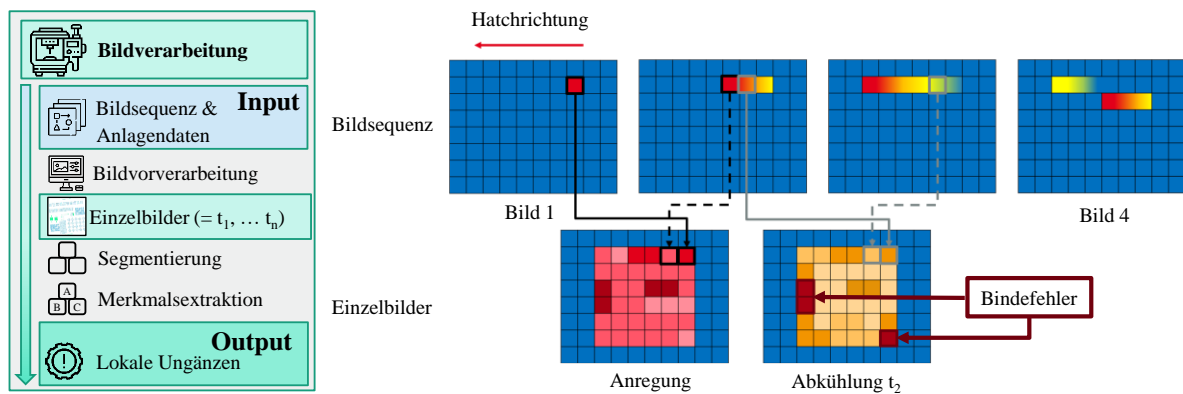 Bildverarbeitung
Input
Bildsequenz &
Anlagendaten
Bildvorverarbeitung
Einzelbilder (= t₁, … tₙ)
Segmentierung
A
B C
Merkmalsextraktion
Output
Lokale Ungänzen
Hatchrichtung
Bildsequenz
Bild 1
Bild 4
Einzelbilder
Bindefehler
Anregung
Abkühlung t₂